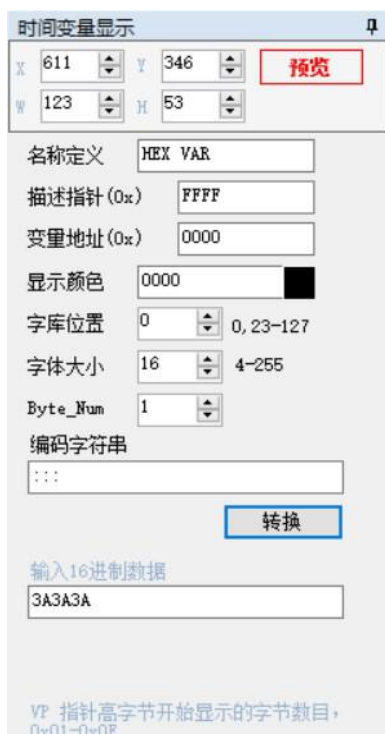 时间变量显示
X 611 Y 346 预览
W 123 H 53
名称定义 HEX VAR
描述指针(0x) FFFF
变量地址(0x) 0000
显示颜色 0000
字库位置 0 0,23-127
字体大小 16 4-255
Byte_Num 1
编码字符串
:::
转换
输入16进制数据
3A3A3A
VP 指针高字节开始显示的字节数目,
0x01-0x0F